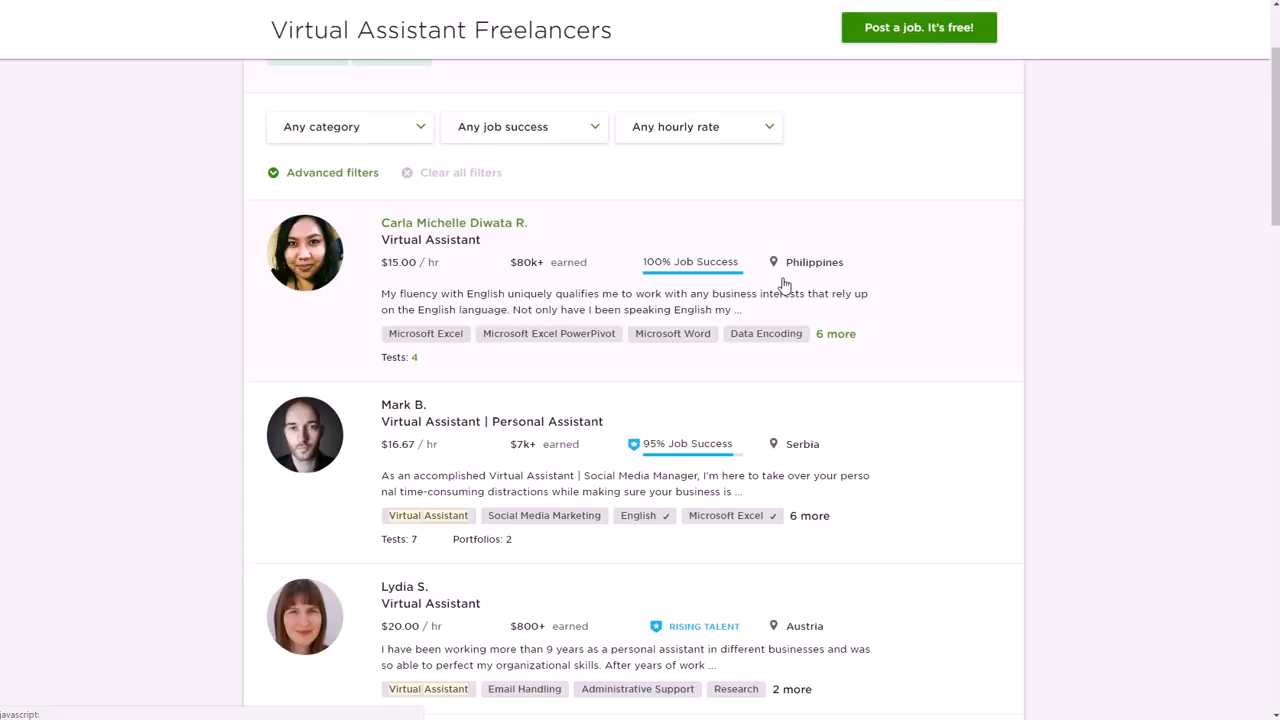 Virtual Assistant Freelancers
Post a job. It's free!
Any category
Any job success
Any hourly rate
Advanced filters
Clear all filters
Carla Michelle Diwata R.
Virtual Assistant
$15.00 / hr $80k+ earned 100% Job Success Philippines
My fluency with English uniquely qualifies me to work with any business interests that rely up
on the English language. Not only have I been speaking English my ...
Microsoft Excel Microsoft Excel PowerPivot Microsoft Word Data Encoding 6 more
Tests: 4
Mark B.
Virtual Assistant | Personal Assistant
$16.67 / hr $7k+ earned 95% Job Success Serbia
As an accomplished Virtual Assistant | Social Media Manager, I'm here to take over your perso
nal time-consuming distractions while making sure your business is ...
Virtual Assistant Social Media Marketing English ✓ Microsoft Excel ✓ 6 more
Tests: 7 Portfolios: 2
Lydia S.
Virtual Assistant
$20.00 / hr $800+ earned RISING TALENT Austria
I have been working more than 9 years as a personal assistant in different businesses and was
so able to perfect my organizational skills. After years of work ...
Virtual Assistant Email Handling Administrative Support Research 2 more
javascript: